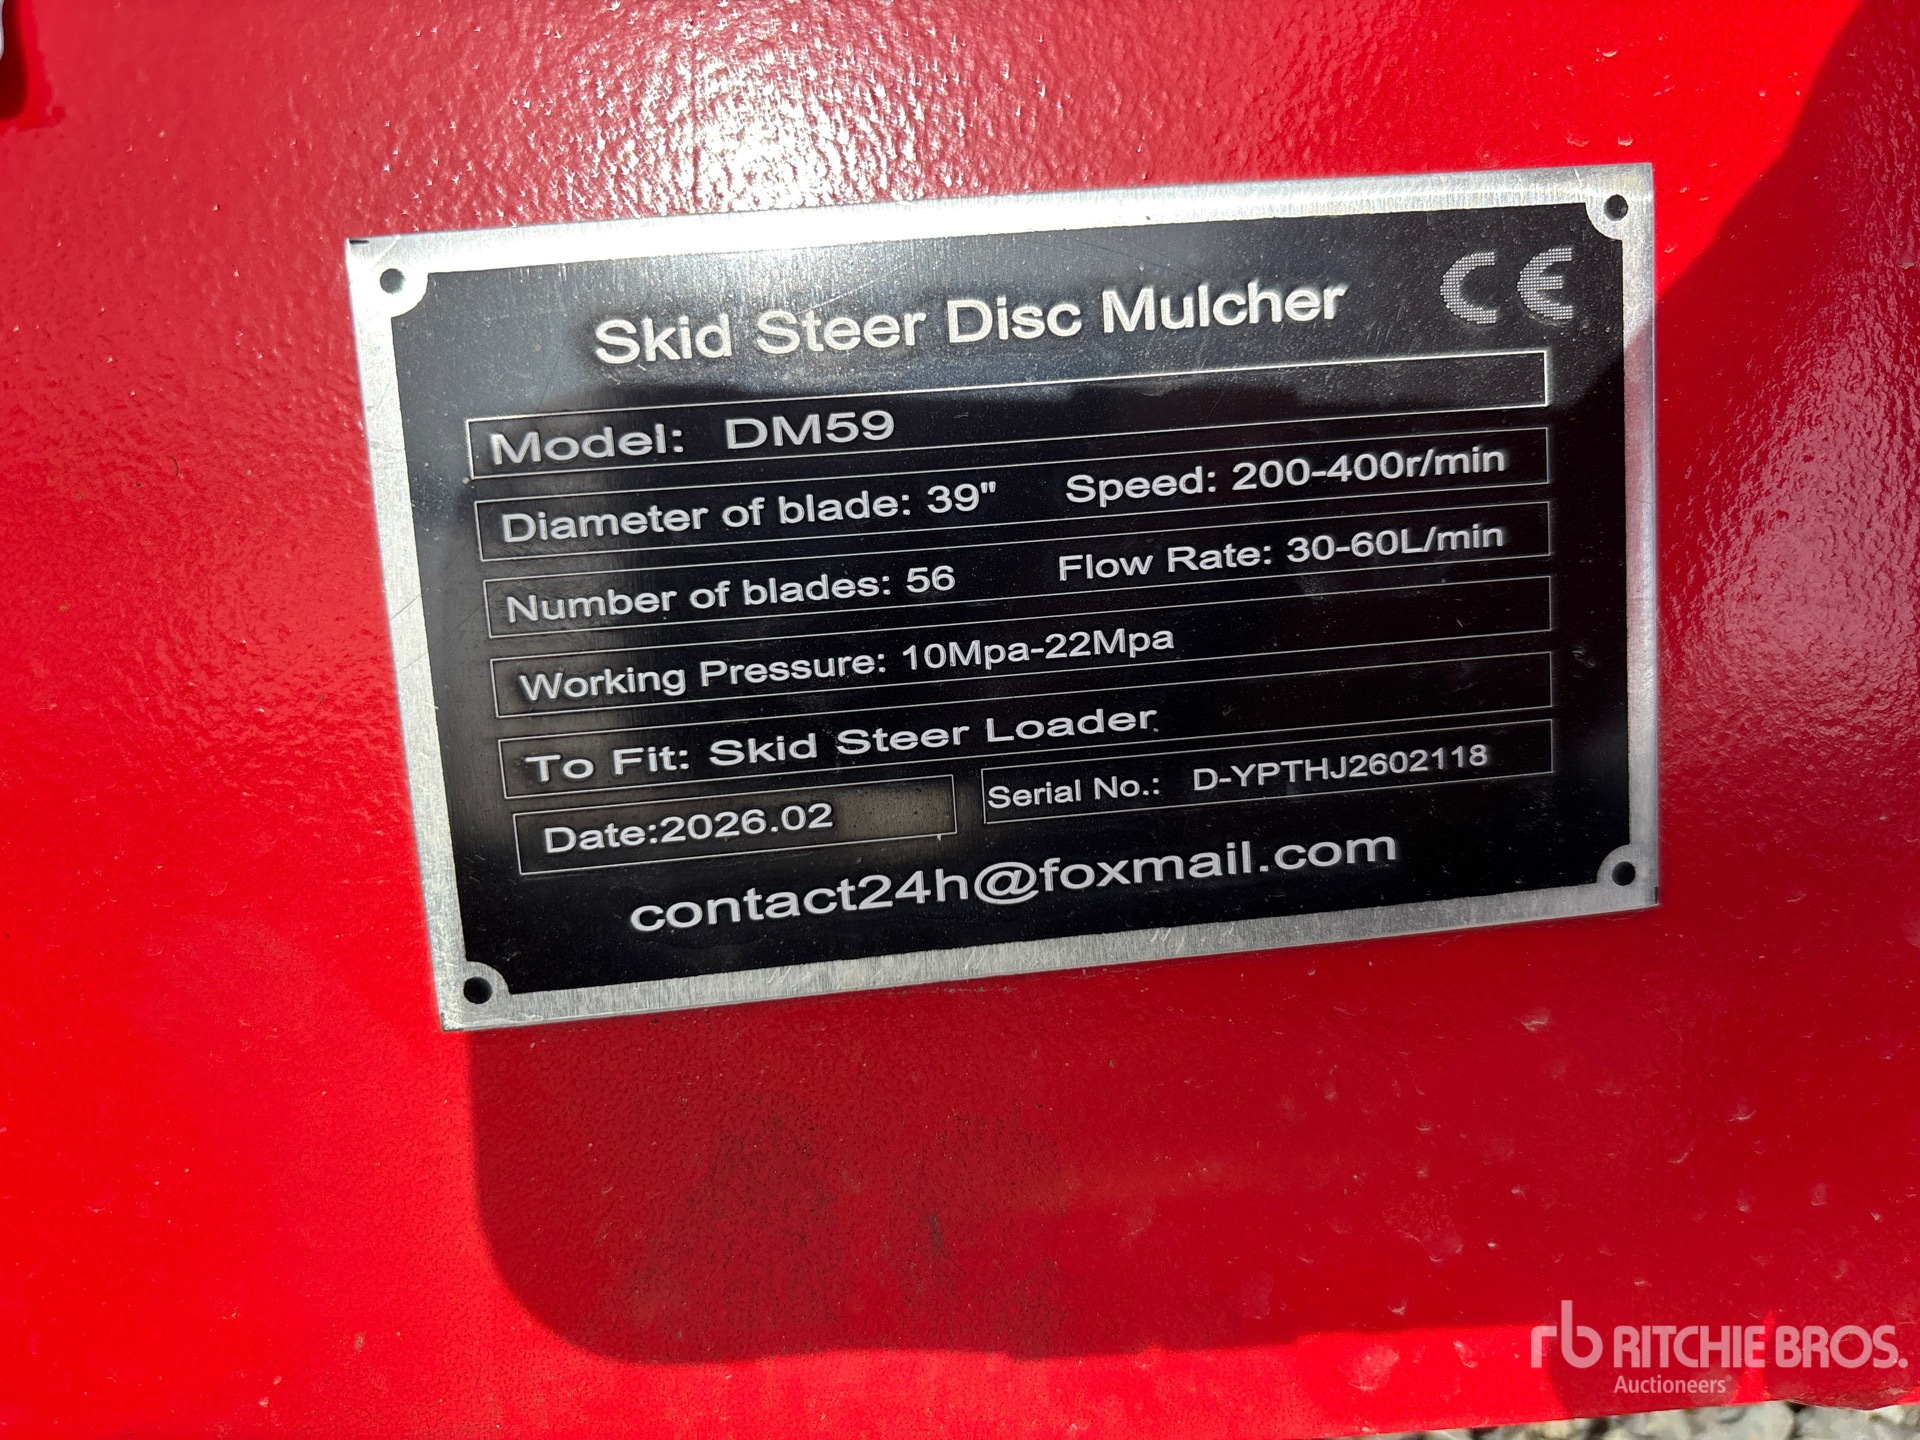 CE
Skid Steer Disc Mulcher
Model: DM59
Diameter of blade: 39" Speed: 200-400r/min
Number of blades: 56 Flow Rate: 30-60L/min
Working Pressure: 10Mpa-22Mpa
To Fit: Skid Steer Loader
Date:2026.02 Serial No.: D-YPTHJ2602118
contact24h@foxmail.com
rb RITCHIE BROS.
Auctioneers